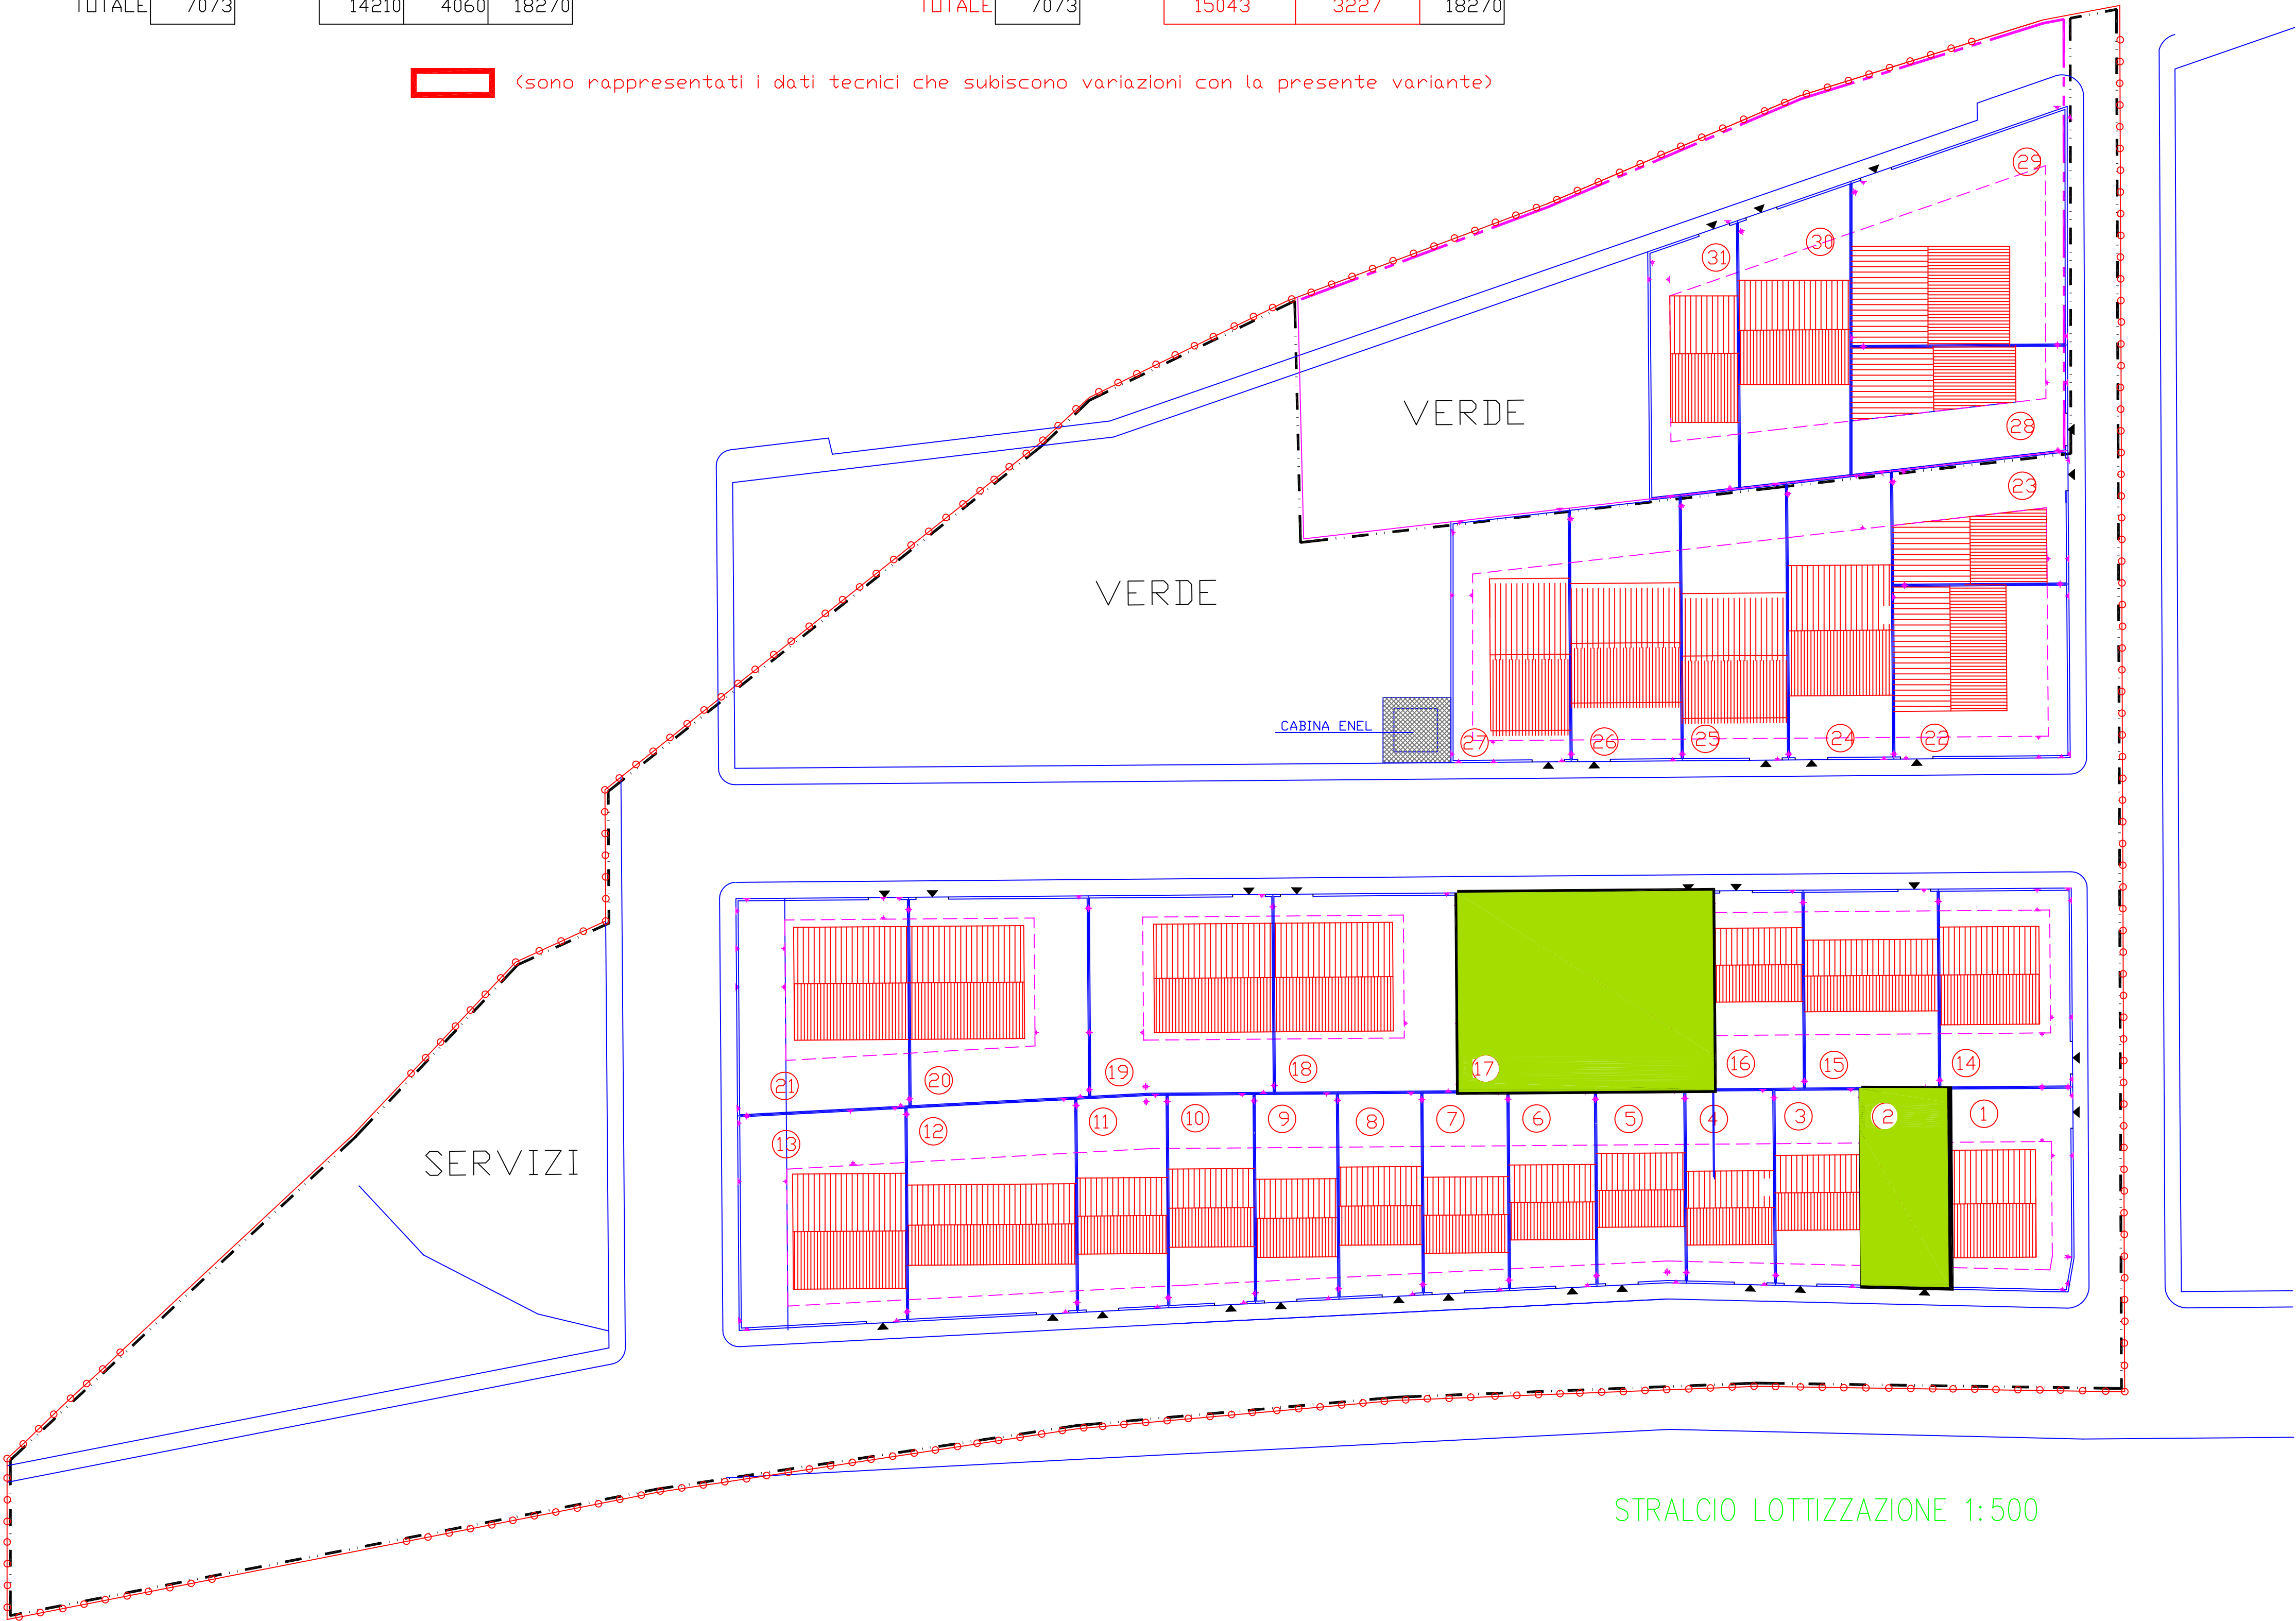 TOTALE 7073 14210 4060 18270
TOTALE 7073 15043 3227 18270
(sono rappresentati i dati tecnici che subiscono variazioni con la presente variante)
29
30
31
VERDE
28
23
VERDE
CABINA ENEL
27 26 25 24 22
21 20 19 18 17 16 15 14
13 12 11 10 9 8 7 6 5 4 3 2 1
SERVIZI
STRALCIO LOTTIZZAZIONE 1:500